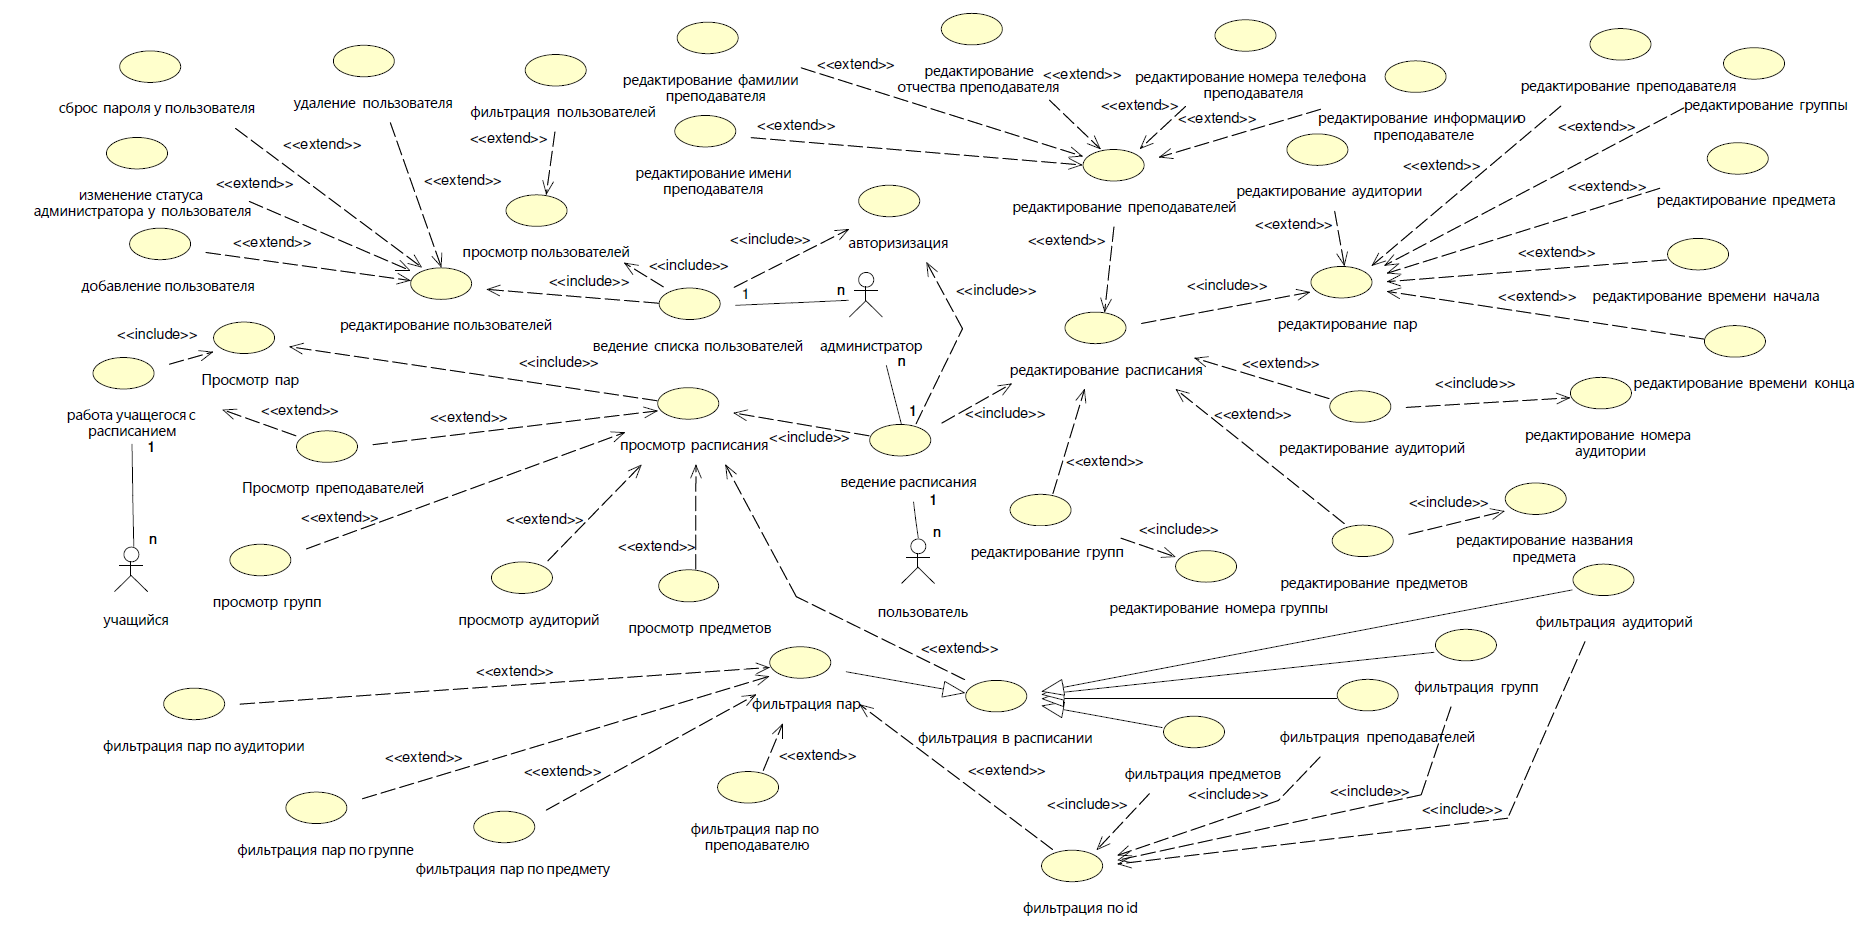 сброс пароля у пользователя
удаление пользователя
фильтрация пользователей
редактирование фамилии
преподавателя
<<extend>>
редактирование
отчества преподавателя
<<extend>>
редактирование номера телефона
преподавателя
<<extend>>
<<extend>>
редактирование информацию
преподавателе
редактирование преподавателя
редактирование группы
<<extend>>
<<extend>>
<<extend>>
<<extend>>
<<extend>>
редактирование имени
преподавателя
изменение статуса
администратора у пользователя
<<extend>>
<<extend>>
<<extend>>
добавление пользователя
просмотр пользователей
<<include>>
<<include>>
авторизизация
редактирование преподавателей
<<extend>>
редактирование аудитории
<<extend>>
<<extend>>
редактирование предмета
<<extend>>
<<extend>>
редактирование времени начала
редактирование пользователей
<<include>>
1
n
ведение списка пользователей
администратор
n
<<include>>
<<include>>
редактирование пар
<<include>>
Просмотр пар
<<include>>
редактирование расписания
<<extend>>
<<include>>
редактирование времени конца
работа учащегося с
расписанием
1
<<extend>>
<<extend>>
просмотр расписания
<<include>>
1
<<include>>
<<extend>>
редактирование аудиторий
редактирование номера
аудитории
Просмотр преподавателей
<<extend>>
ведение расписания
1
<<extend>>
<<include>>
<<extend>>
<<extend>>
n
n
<<include>>
редактирование групп
редактирование названия
предмета
просмотр групп
учащийся
просмотр аудиторий
просмотр предметов
пользователь
редактирование номера группы
редактирование предметов
фильтрация аудиторий
<<extend>>
<<extend>>
фильтрация пар
фильтрация в расписании
фильтрация групп
фильтрация преподавателей
фильтрация предметов
фильтрация пар по аудитории
<<extend>>
<<extend>>
<<extend>>
<<extend>>
<<include>>
<<include>>
<<include>>
<<include>>
фильтрация пар по группе
фильтрация пар по предмету
фильтрация пар по
преподавателю
фильтрация по id